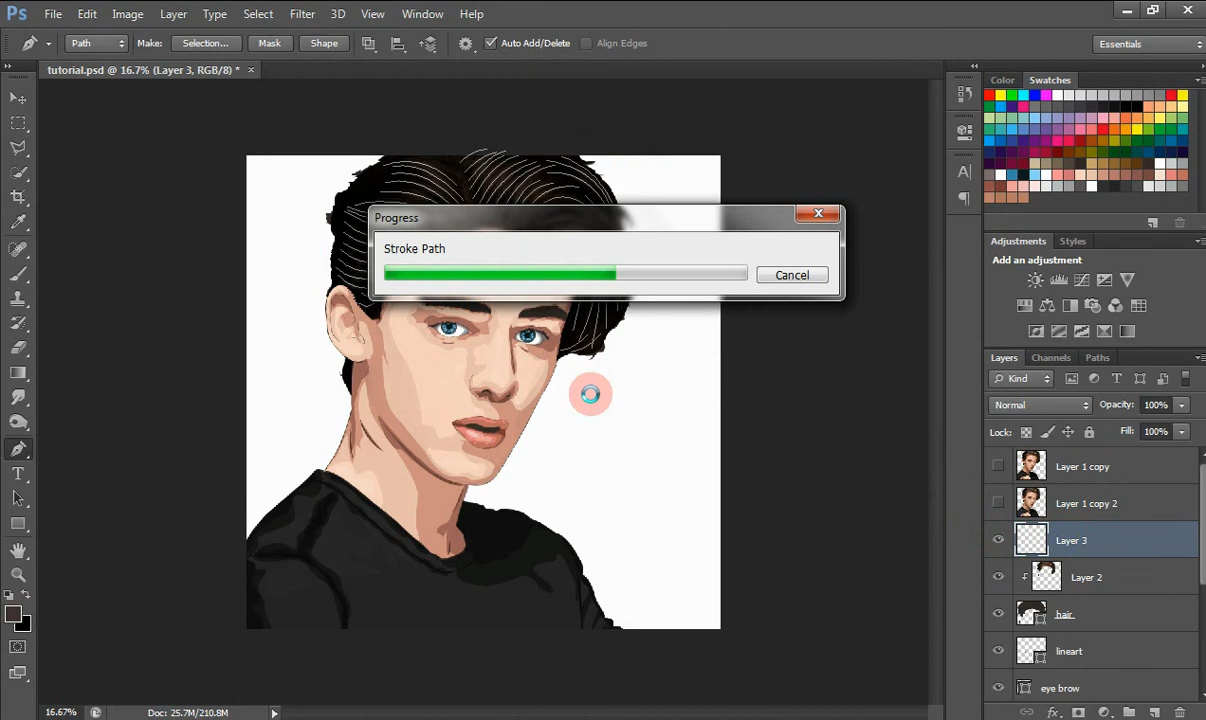 Ps File Edit Image Layer Type Select Filter 3D View Window Help
Path Make: Selection... Mask Shape Auto Add/Delete Align Edges Essentials
tutorial.psd @ 16.7% (Layer 3, RGB/8) * ×
Color Swatches
Progress
Stroke Path
Cancel
Adjustments Styles
Add an adjustment
Layers Channels Paths
Kind
Normal Opacity: 100%
Lock: Fill: 100%
Layer 1 copy
Layer 1 copy 2
Layer 3
Layer 2
hair
lineart
eye brow
16.67% Doc: 25.7M/210.8M